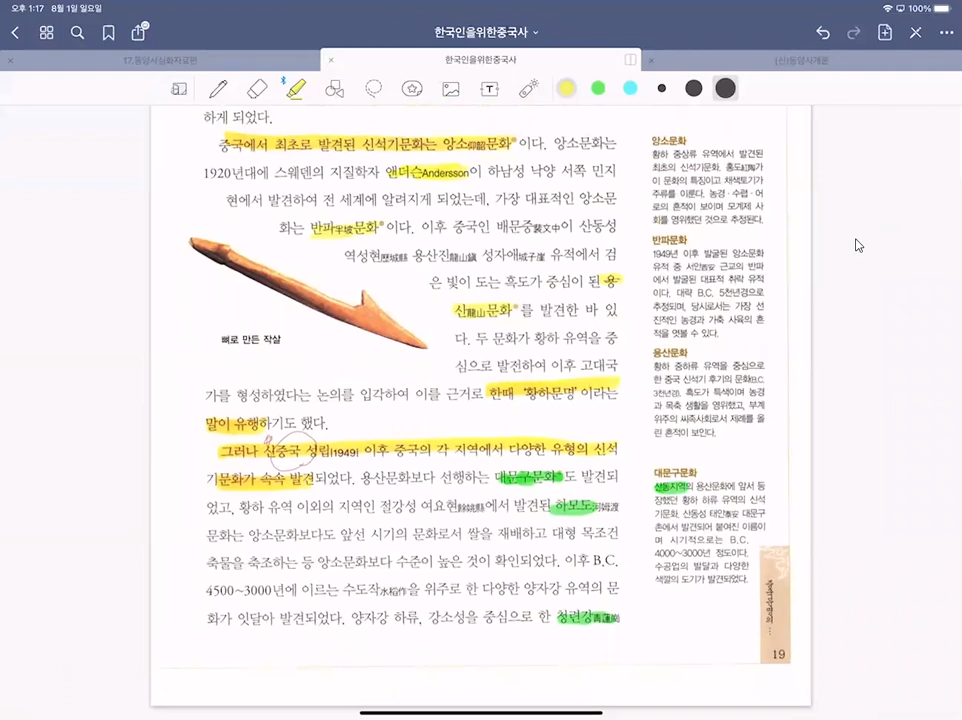 오후 1:17 8월 1일 일요일
100%
한국인을위한중국사
17.동양사심화자료편
한국인을위한중국사
(신)동양사개론
하게 되었다.
중국에서 최초로 발견된 신석기문화는 앙소仰韶문화*이다. 앙소문화는
1920년대에 스웨덴의 지질학자 앤더슨Andersson이 하남성 낙양 서쪽 민지
현에서 발견하여 전 세계에 알려지게 되었는데, 가장 대표적인 앙소문
화는 반파半坡문화*이다. 이후 중국인 배문중裴文中이 산동성
역성현歷城縣 용산진龍山鎭 성자애城子崖 유적에서 검
은 빛이 도는 흑도가 중심이 된 용
산龍山문화*를 발견한 바 있
다. 두 문화가 황하 유역을 중
심으로 발전하여 이후 고대국
뼈로 만든 작살
가를 형성하였다는 논의를 입각하여 이를 근거로 한때 '황하문명'이라는
말이 유행하기도 했다.
그러나 신중국 성립[1949] 이후 중국의 각 지역에서 다양한 유형의 신석
기문화가 속속 발견되었다. 용산문화보다 선행하는 대문구문화*도 발견되
었고, 황하 유역 이외의 지역인 절강성 여요현餘姚縣에서 발견된 하모도河姆渡
문화는 앙소문화보다도 앞선 시기의 문화로서 쌀을 재배하고 대형 목조건
축물을 축조하는 등 앙소문화보다 수준이 높은 것이 확인되었다. 이후 B.C.
4500~3000년에 이르는 수도작水稻作을 위주로 한 다양한 양자강 유역의 문
화가 잇달아 발견되었다. 양자강 하류, 강소성을 중심으로 한 청련강靑蓮崗
앙소문화
황하 중상류 유역에서 발견된
최초의 신석기문화. 홍도紅陶가
이 문화의 특징이고 채색토기가
주류를 이룬다. 농경·수렵·어
로의 흔적이 보이며 모계제 사
회를 영위했던 것으로 추정된다.
반파문화
1949년 이후 발굴된 앙소문화
유적 중 서안西安 근교의 반파
에서 발굴된 대표적 취락 유적
이다. 대략 B.C. 5천년경으로
추정되며, 당시로서는 가장 선
진적인 농경과 가축 사육의 흔
적을 엿볼 수 있다.
용산문화
황하 중하류 유역을 중심으로
한 중국 신석기 후기의 문화B.C.
3천년경. 흑도가 특색이며 농경
과 목축 생활을 영위했고, 부계
위주의 씨족사회로서 제례를 올
린 흔적이 보인다.
대문구문화
산동지역의 용산문화에 앞서 등
장했던 황하 하류 유역의 신석
기문화. 산동성 태안泰安 대문구
촌에서 발견되어 붙여진 이름이
며 시기적으로는 B.C.
4000~3000년 정도이다.
수공업의 발달과 다양한
색깔의 도기가 발견되었다.
19